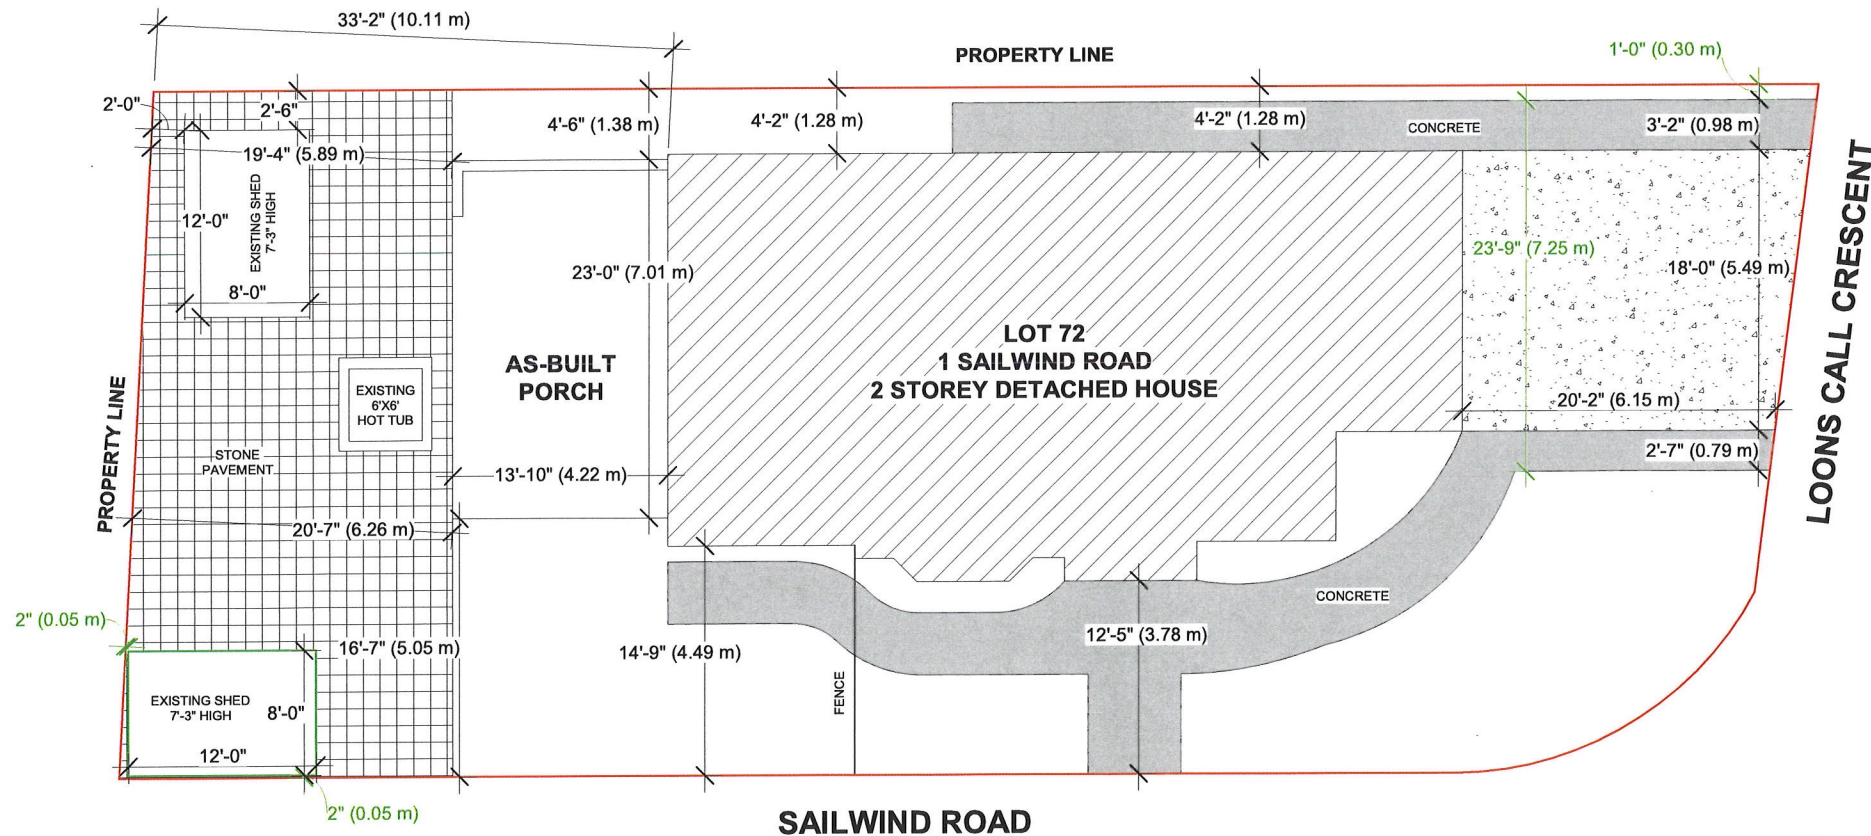 33'-2" (10.11 m)
PROPERTY LINE
1'-0" (0.30 m)
2'-0"
2'-6"
4'-6" (1.38 m)
4'-2" (1.28 m)
4'-2" (1.28 m)
CONCRETE
3'-2" (0.98 m)
19'-4" (5.89 m)
12'-0"
EXISTING SHED
7'-3" HIGH
8'-0"
23'-0" (7.01 m)
23'-9" (7.25 m)
18'-0" (5.49 m)
LOONS CALL CRESCENT
LOT 72
1 SAILWIND ROAD
2 STOREY DETACHED HOUSE
AS-BUILT
PORCH
EXISTING
6'X6'
HOT TUB
20'-2" (6.15 m)
PROPERTY LINE
STONE
PAVEMENT
13'-10" (4.22 m)
2'-7" (0.79 m)
20'-7" (6.26 m)
CONCRETE
2" (0.05 m)
16'-7" (5.05 m)
14'-9" (4.49 m)
12'-5" (3.78 m)
FENCE
EXISTING SHED
7'-3" HIGH
8'-0"
12'-0"
2" (0.05 m)
SAILWIND ROAD